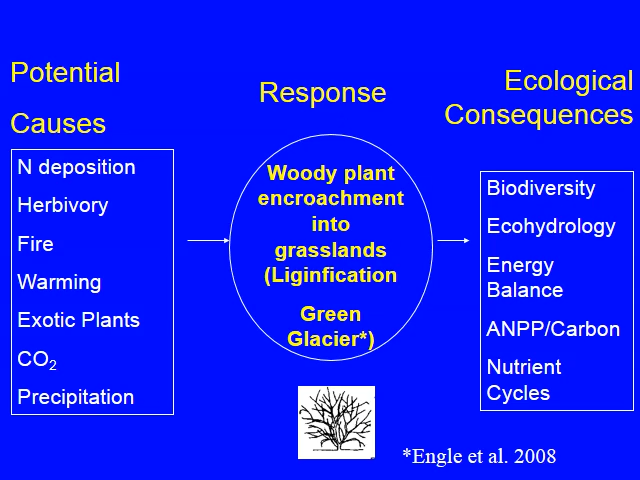 Potential
Causes
N deposition
Herbivory
Fire
Warming
Exotic Plants
CO₂
Precipitation
Response
Woody plant
encroachment
into
grasslands
(Liginfication
Green
Glacier*)
Ecological
Consequences
Biodiversity
Ecohydrology
Energy
Balance
ANPP/Carbon
Nutrient
Cycles
*Engle et al. 2008